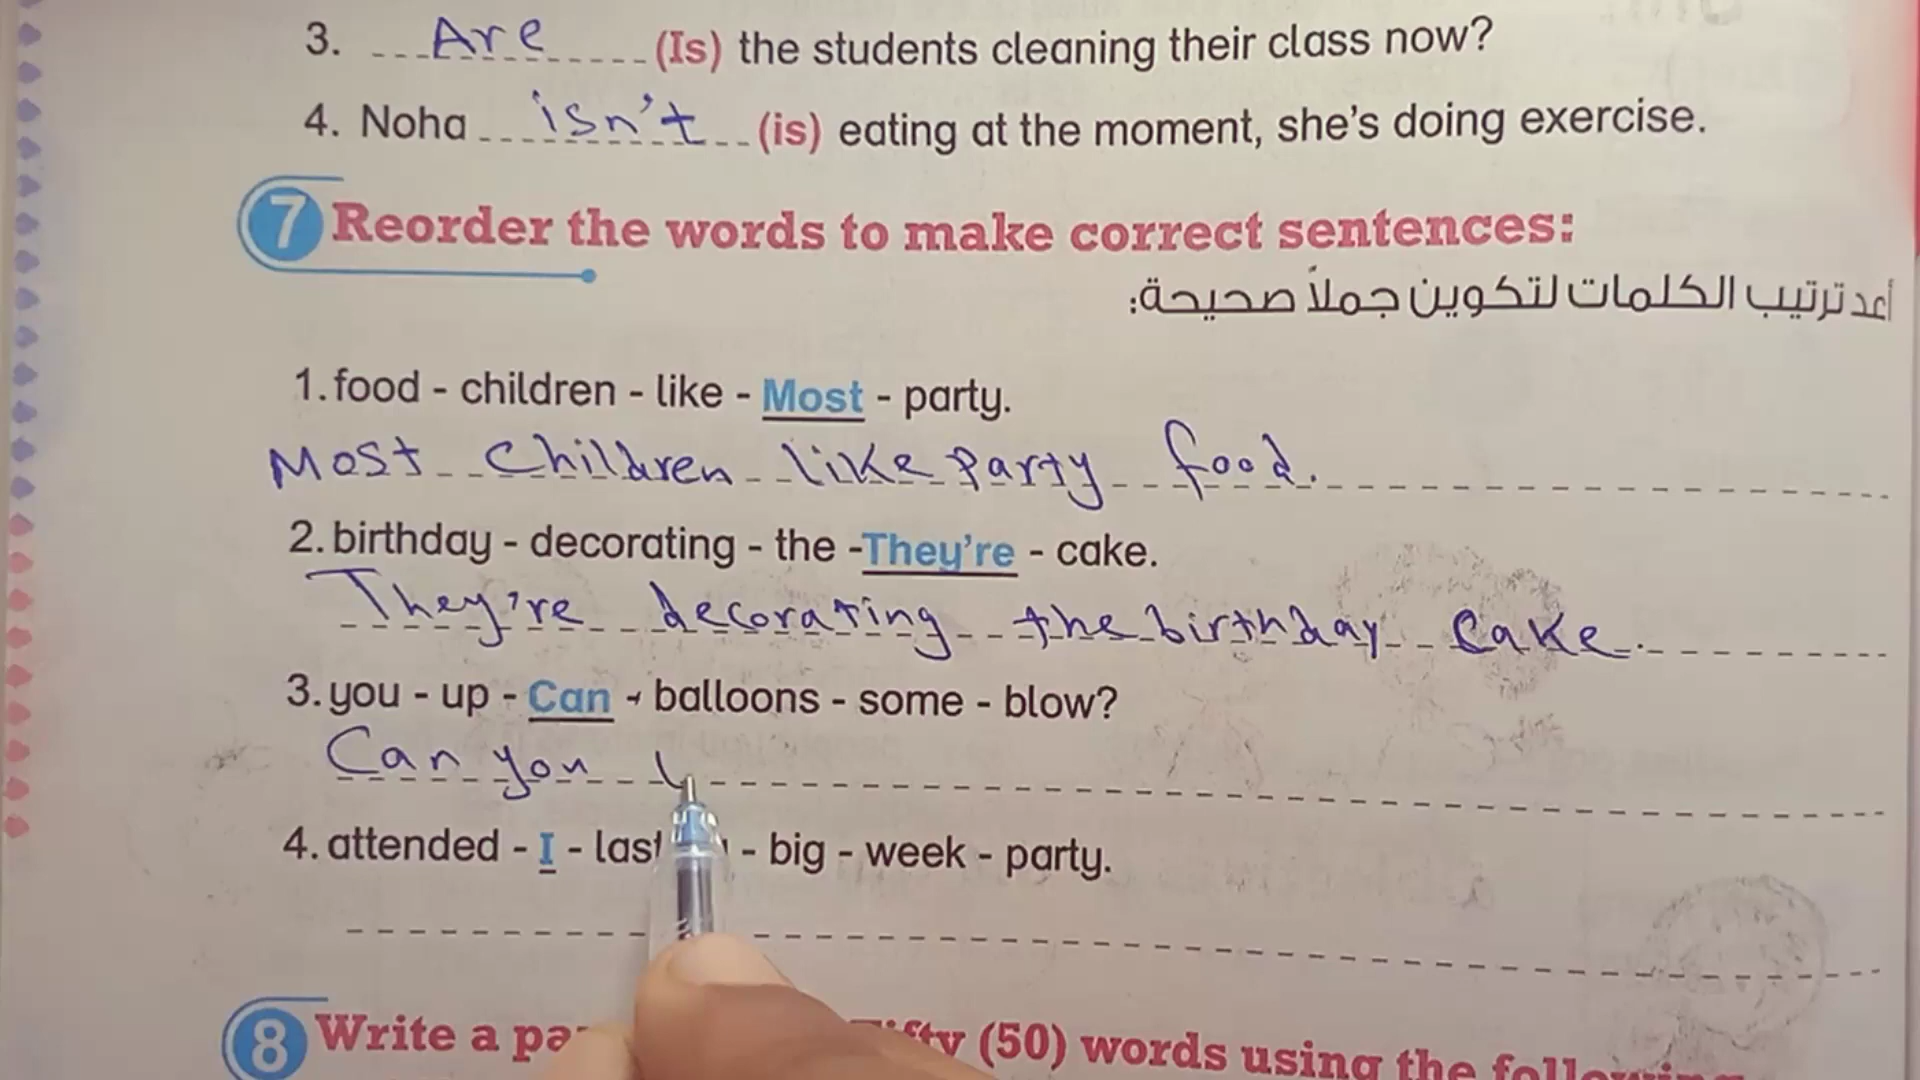 3. Are (Is) the students cleaning their class now?
4. Noha isn't (is) eating at the moment, she's doing exercise.
7 Reorder the words to make correct sentences:
أعد ترتيب الكلمات لتكوين جملاً صحيحة:
1. food - children - like - Most - party.
Most children like party food.
2. birthday - decorating - the -They're - cake.
They're decorating the birthday cake.
3. you - up - Can - balloons - some - blow?
Can you
4. attended - I - last - big - week - party.
8 Write a (50) words using the following